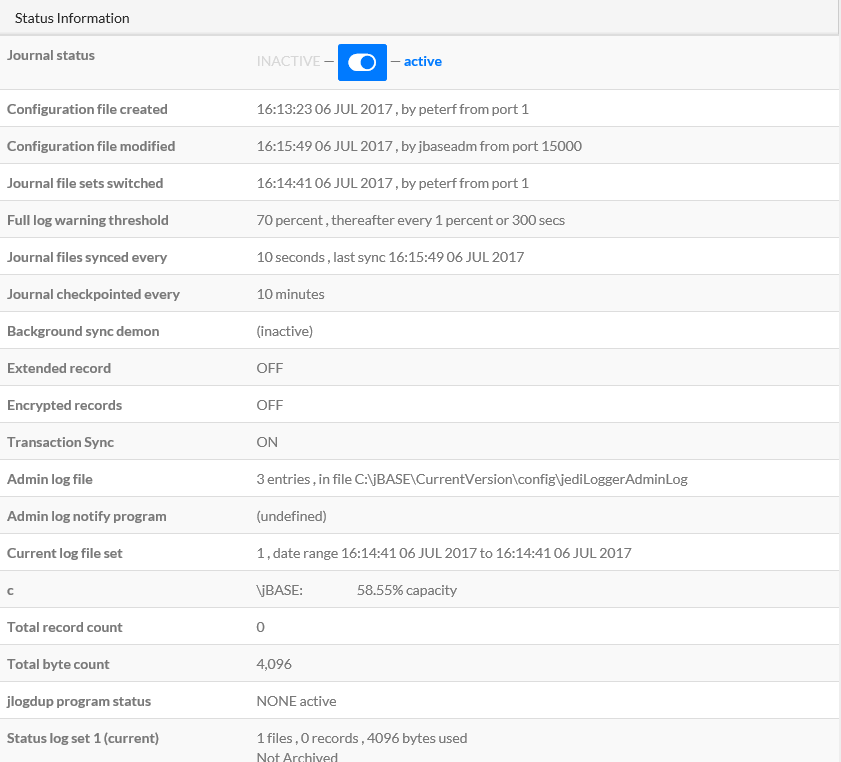 Status Information
Journal status INACTIVE — — active
Configuration file created 16:13:23 06 JUL 2017 , by peterf from port 1
Configuration file modified 16:15:49 06 JUL 2017 , by jbaseadm from port 15000
Journal file sets switched 16:14:41 06 JUL 2017 , by peterf from port 1
Full log warning threshold 70 percent , thereafter every 1 percent or 300 secs
Journal files synced every 10 seconds , last sync 16:15:49 06 JUL 2017
Journal checkpointed every 10 minutes
Background sync demon (inactive)
Extended record OFF
Encrypted records OFF
Transaction Sync ON
Admin log file 3 entries , in file C:\jBASE\CurrentVersion\config\jediLoggerAdminLog
Admin log notify program (undefined)
Current log file set 1 , date range 16:14:41 06 JUL 2017 to 16:14:41 06 JUL 2017
c \jBASE: 58.55% capacity
Total record count 0
Total byte count 4,096
jlogdup program status NONE active
Status log set 1 (current) 1 files , 0 records , 4096 bytes used
Not Archived